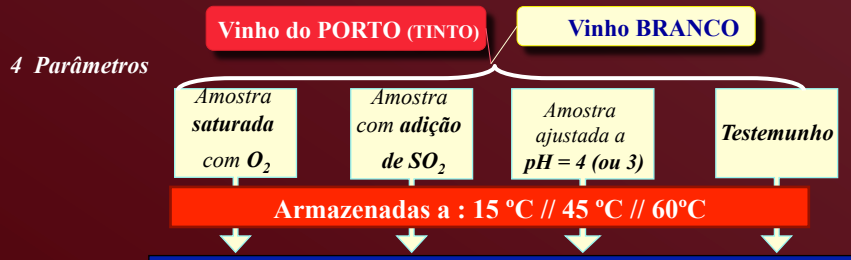 Vinho do PORTO (TINTO)
Vinho BRANCO
4 Parâmetros
Amostra
saturada
com O₂
Amostra
com adição
de SO₂
Amostra
ajustada a
pH = 4 (ou 3)
Testemunho
Armazenadas a : 15 ºC // 45 ºC // 60ºC